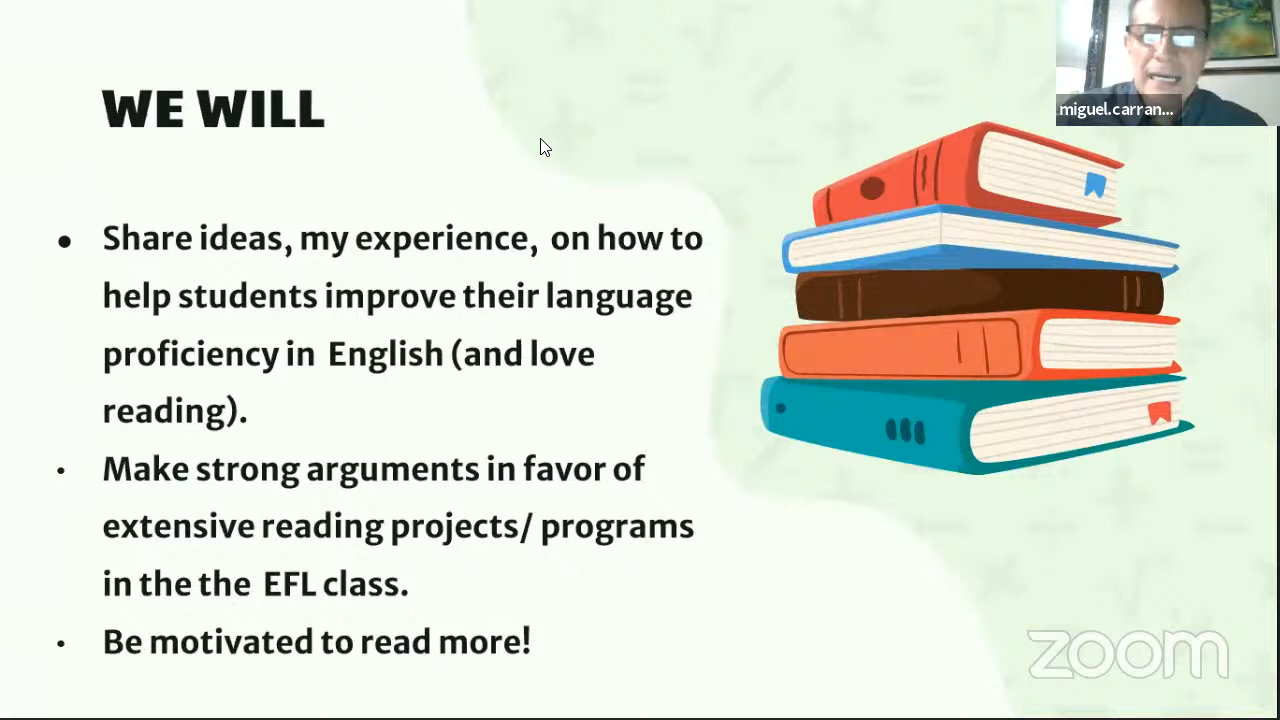 WE WILL
miguel.carran...
● Share ideas, my experience, on how to
help students improve their language
proficiency in English (and love
reading).
• Make strong arguments in favor of
extensive reading projects/ programs
in the the EFL class.
• Be motivated to read more!
zoom